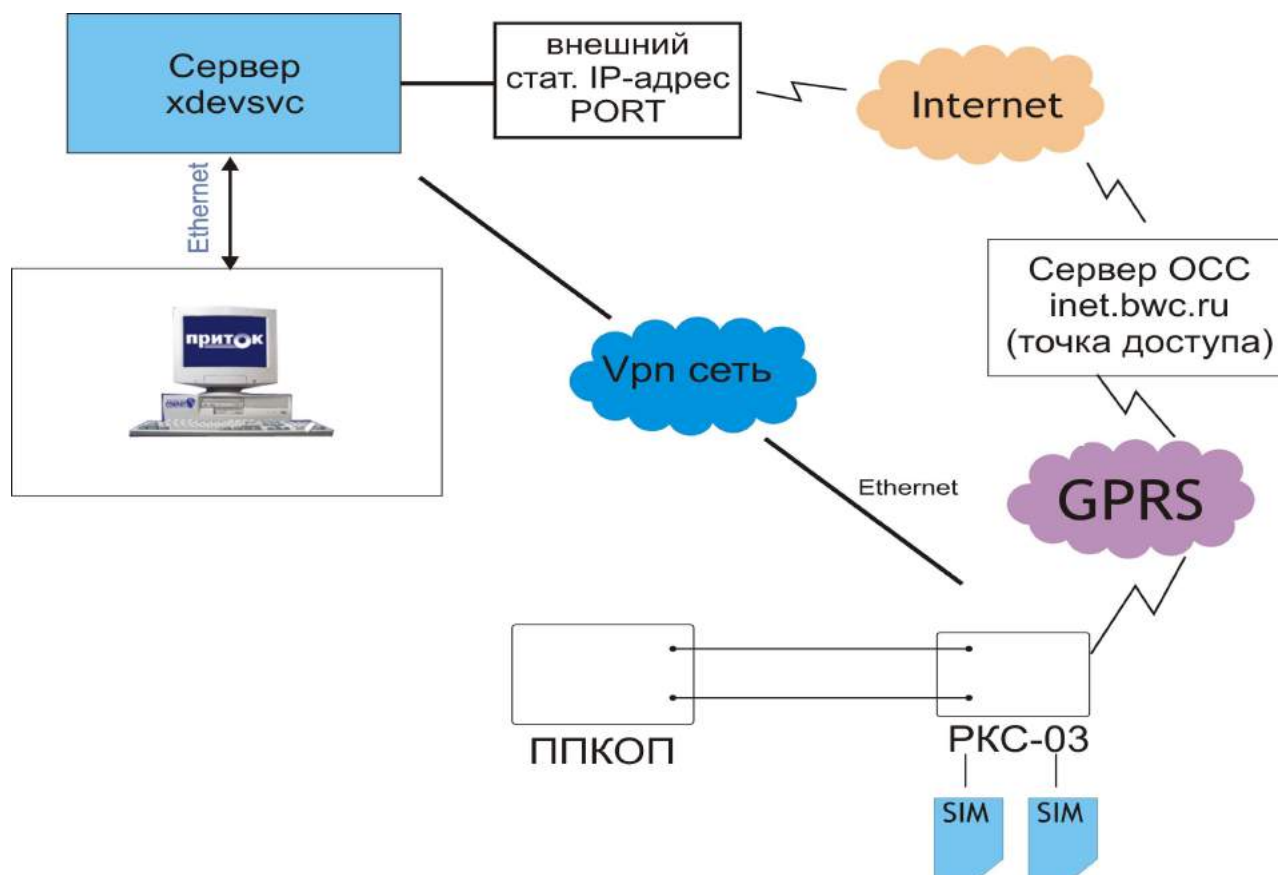 Сервер
xdevsvc
внешний
стат. IP-адрес
PORT
Internet
Ethernet
Сервер ОСС
inet.bwc.ru
(точка доступа)
приток
Vpn сеть
Ethernet
GPRS
ППКОП
РКС-03
SIM
SIM